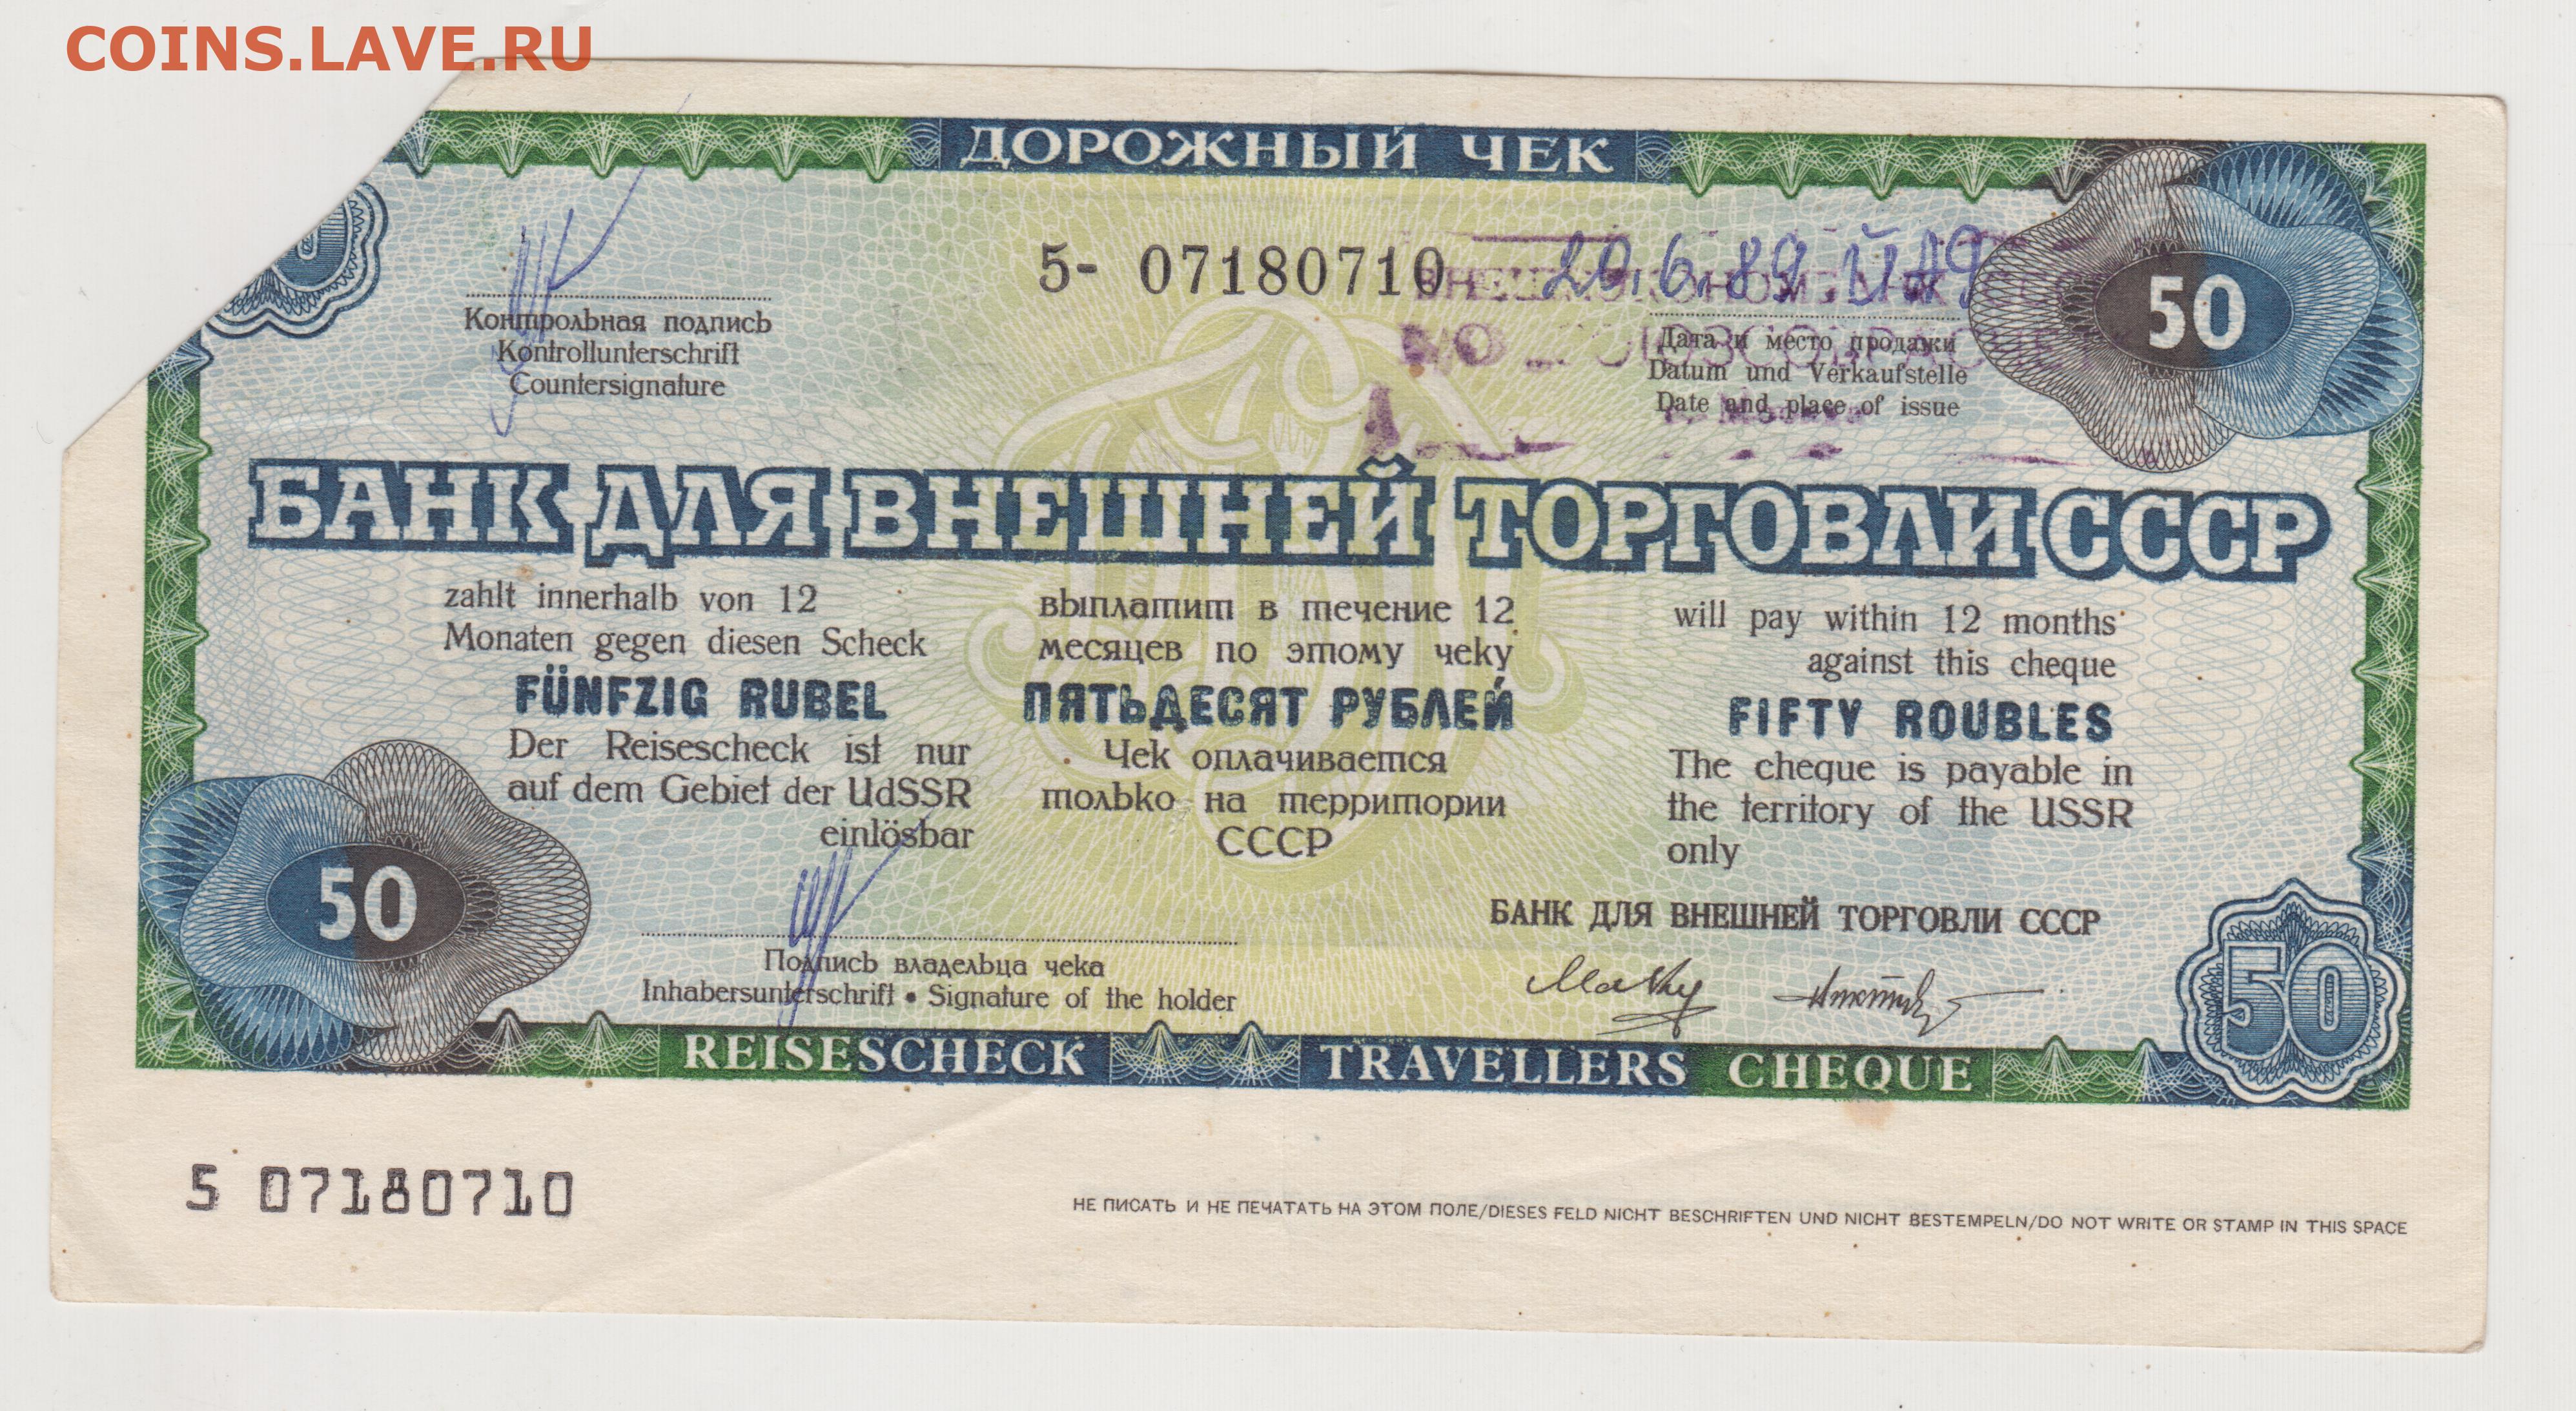 COINS.LAVE.RU
ДОРОЖНЫЙ ЧЕК
5- 07180710
20.6.89
50
Контрольная подпись
Kontrollunterschrift
Countersignature
Дата и место продажи
Datum und Verkaufstelle
Date and place of issue
БАНК ДЛЯ ВНЕШНЕЙ ТОРГОВЛИ СССР
zahlt innerhalb von 12
Monaten gegen diesen Scheck
FÜNFZIG RUBEL
Der Reisescheck ist nur
auf dem Gebiet der UdSSR
einlösbar
выплатит в течение 12
месяцев по этому чеку
ПЯТЬДЕСЯТ РУБЛЕЙ
Чек оплачивается
только на территории
СССР
will pay within 12 months
against this cheque
FIFTY ROUBLES
The cheque is payable in
the territory of the USSR
only
50
БАНК ДЛЯ ВНЕШНЕЙ ТОРГОВЛИ СССР
Подпись владельца чека
Inhabersunterschrift • Signature of the holder
50
REISESCHECK TRAVELLERS CHEQUE
5 07180710
НЕ ПИСАТЬ И НЕ ПЕЧАТАТЬ НА ЭТОМ ПОЛЕ/DIESES FELD NICHT BESCHRIFTEN UND NICHT BESTEMPELN/DO NOT WRITE OR STAMP IN THIS SPACE